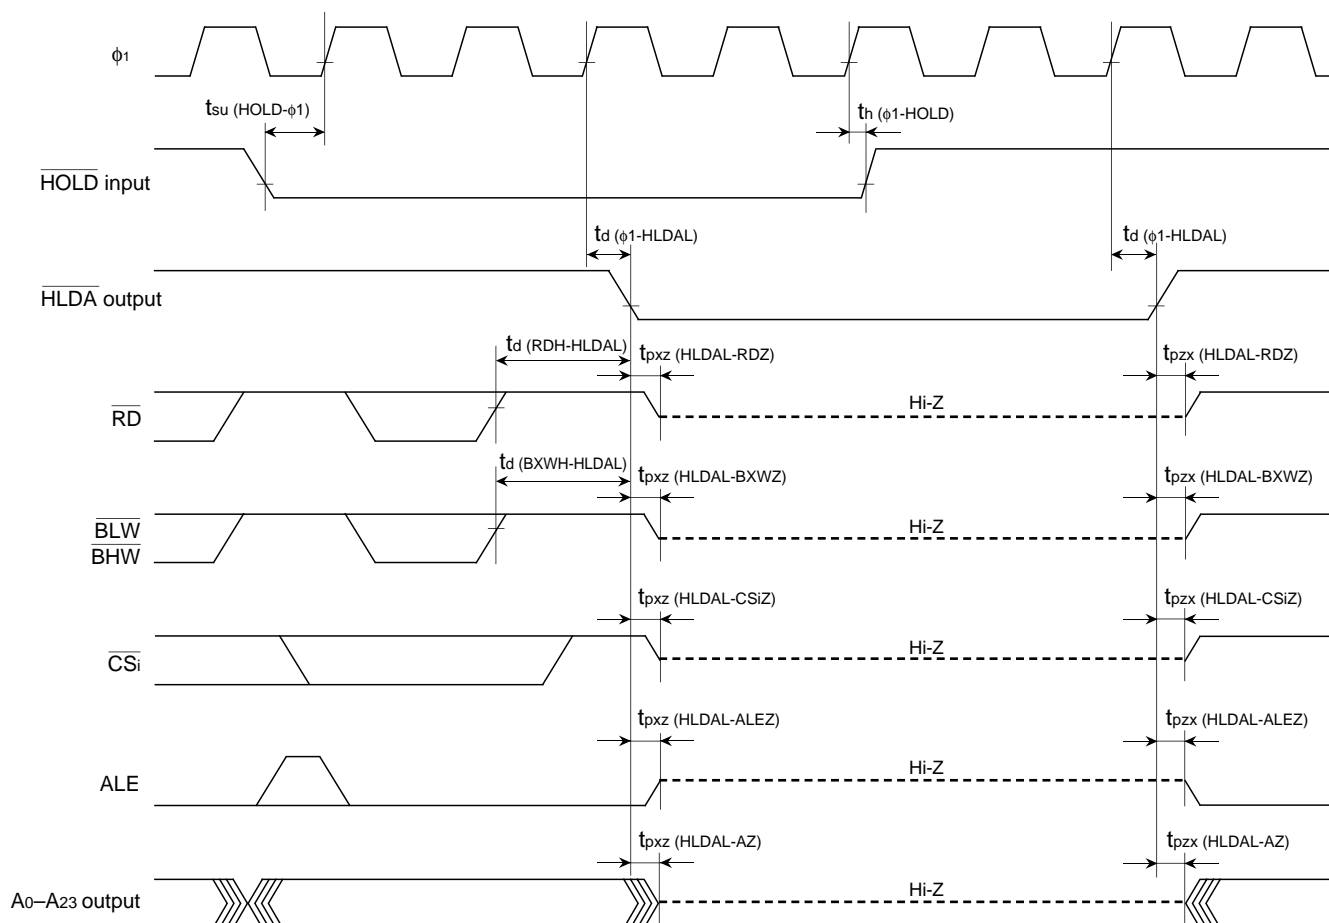 ϕ1
tsu (HOLD-ϕ1)
th (ϕ1-HOLD)
HOLD input
td (ϕ1-HLDAL)
td (ϕ1-HLDAL)
HLDA output
td (RDH-HLDAL)
tpxz (HLDAL-RDZ)
tpzx (HLDAL-RDZ)
RD
Hi-Z
td (BXWH-HLDAL)
tpxz (HLDAL-BXWZ)
tpzx (HLDAL-BXWZ)
BLW
BHW
Hi-Z
tpxz (HLDAL-CSiZ)
tpzx (HLDAL-CSiZ)
CSi
Hi-Z
tpxz (HLDAL-ALEZ)
tpzx (HLDAL-ALEZ)
ALE
Hi-Z
tpxz (HLDAL-AZ)
tpzx (HLDAL-AZ)
A0–A23 output
Hi-Z